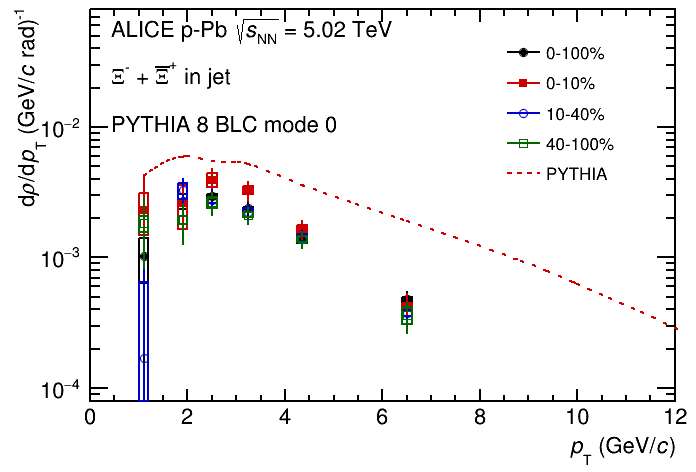 ALICE p-Pb √sNN = 5.02 TeV
Ξ⁻ + Ξ̅⁺ in jet
PYTHIA 8 BLC mode 0
0-100%
0-10%
10-40%
40-100%
PYTHIA
dρ/dpT (GeV/c rad)⁻¹
10⁻²
10⁻³
10⁻⁴
0 2 4 6 8 10 12
pT (GeV/c)